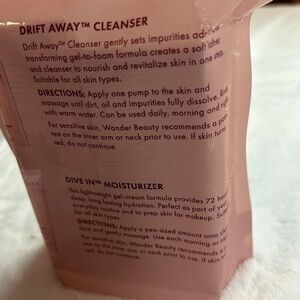 DRIFT AWAY™ CLEANSER
Drift Away™ Cleanser gently sets impurities
transforming gel-to-foam formula creates a soft lather
and cleanser to nourish and revitalize skin in one step.
Suitable for all skin types.
DIRECTIONS: Apply one pump to the skin and
massage until dirt, oil and impurities fully dissolve. Rinse
with warm water. Can be used daily, morning and night
For sensitive skin, Wander Beauty recommends a
test on the inner arm or neck prior to use. If skin turns
red, do not continue.
DIVE IN™ MOISTURIZER
This lightweight gel-cream formula provides 72 hours
deep, long-lasting hydration. Perfect as part of your
everyday routine and to prep skin for makeup.
for all skin types.
DIRECTIONS: Apply a pea-sized amount onto
face and gently massage. Use each morning or
For sensitive skin, Wander Beauty recommends a
test on the inner arm or neck prior to use. If skin
red, do not continue.